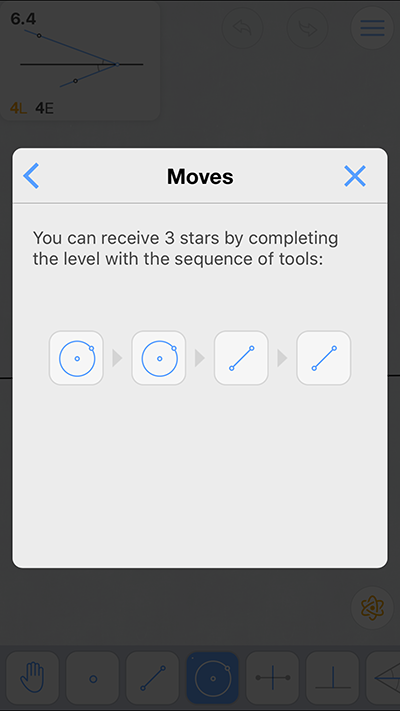 6.4
4L 4E
Moves
You can receive 3 stars by completing
the level with the sequence of tools: